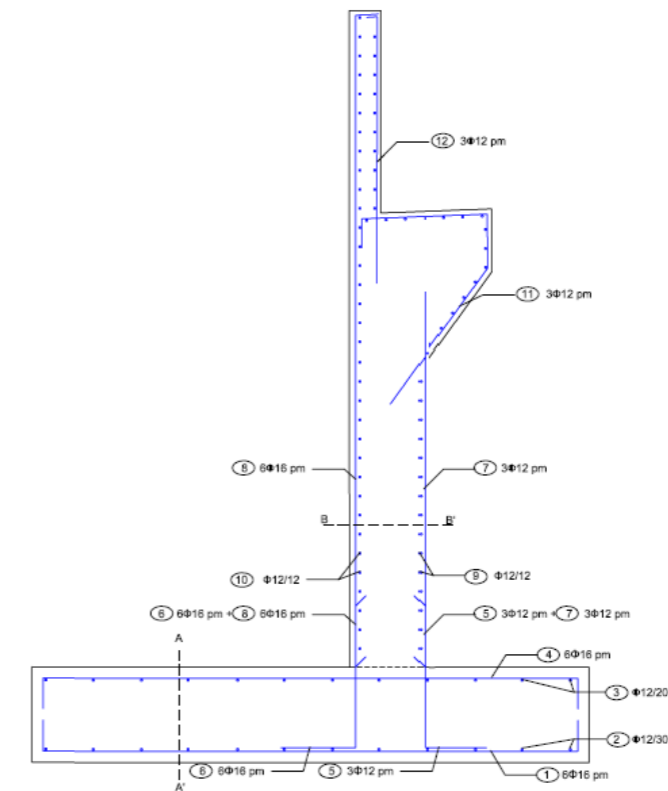 12 3Φ12 pm
11 3Φ12 pm
8 6Φ16 pm
7 3Φ12 pm
B B'
10 Φ12/12
9 Φ12/12
6 6Φ16 pm + 8 6Φ16 pm
5 3Φ12 pm + 7 3Φ12 pm
A
4 6Φ16 pm
3 Φ12/20
2 Φ12/30
6 6Φ16 pm
5 3Φ12 pm
1 6Φ16 pm
A'